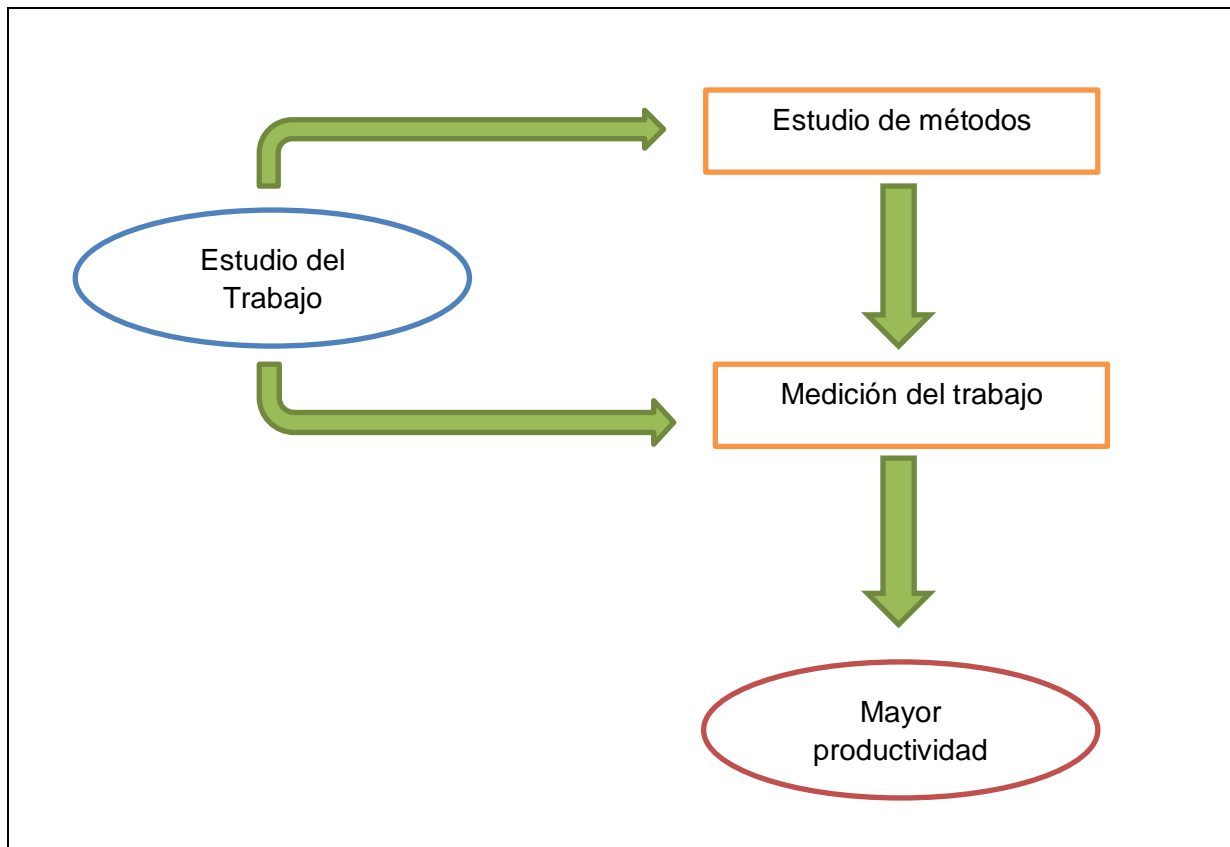 Estudio de métodos
Estudio del
Trabajo
Medición del trabajo
Mayor
productividad